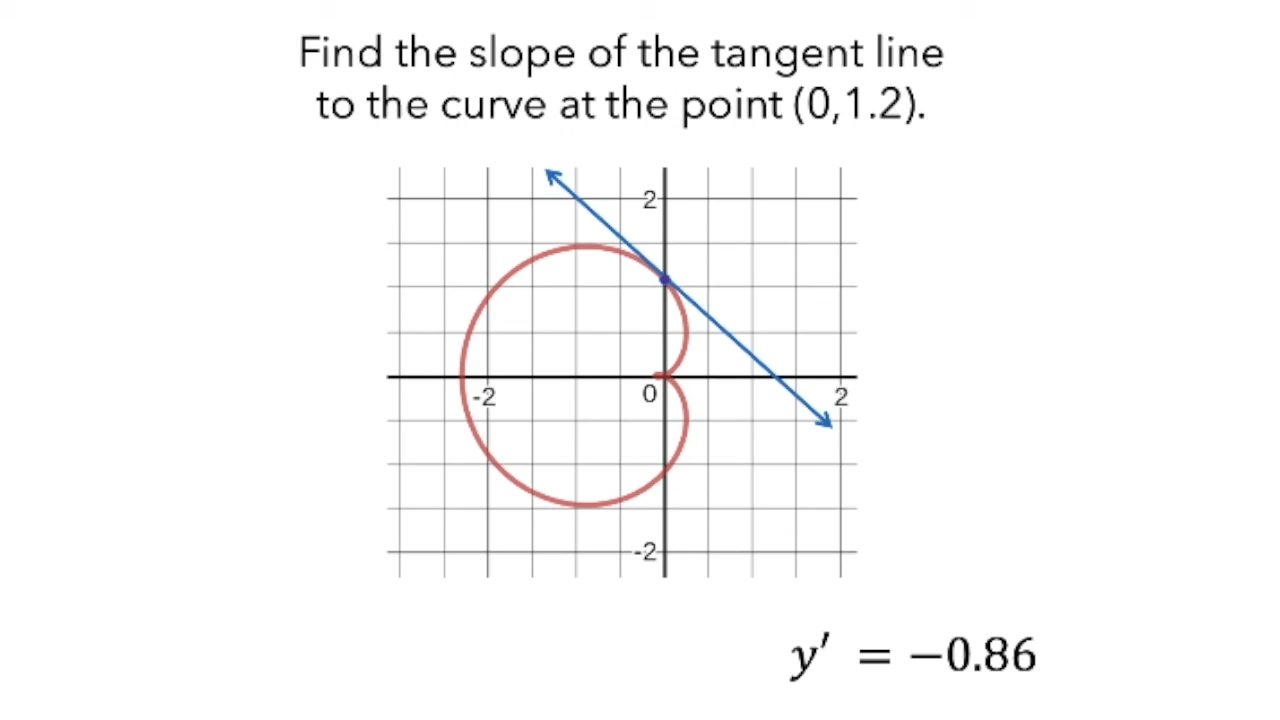 Find the slope of the tangent line
to the curve at the point (0,1.2).
2
-2
0
2
-2
y′ = −0.86